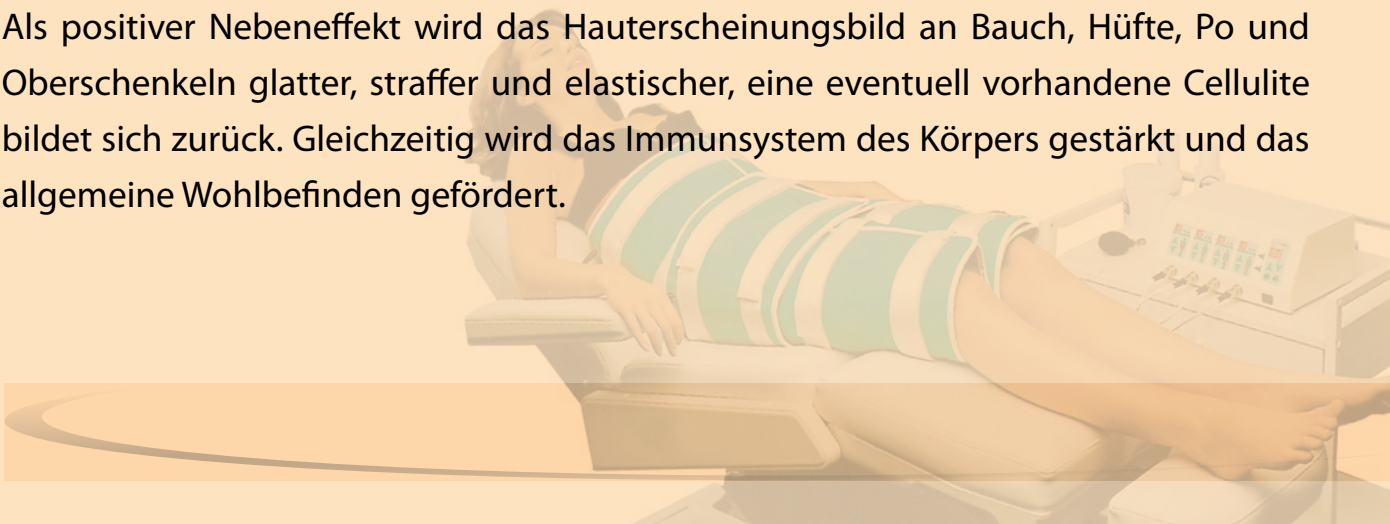 Als positiver Nebeneffekt wird das Hauterscheinungsbild an Bauch, Hüfte, Po und
Oberschenkeln glatter, straffer und elastischer, eine eventuell vorhandene Cellulite
bildet sich zurück. Gleichzeitig wird das Immunsystem des Körpers gestärkt und das
allgemeine Wohlbefinden gefördert.